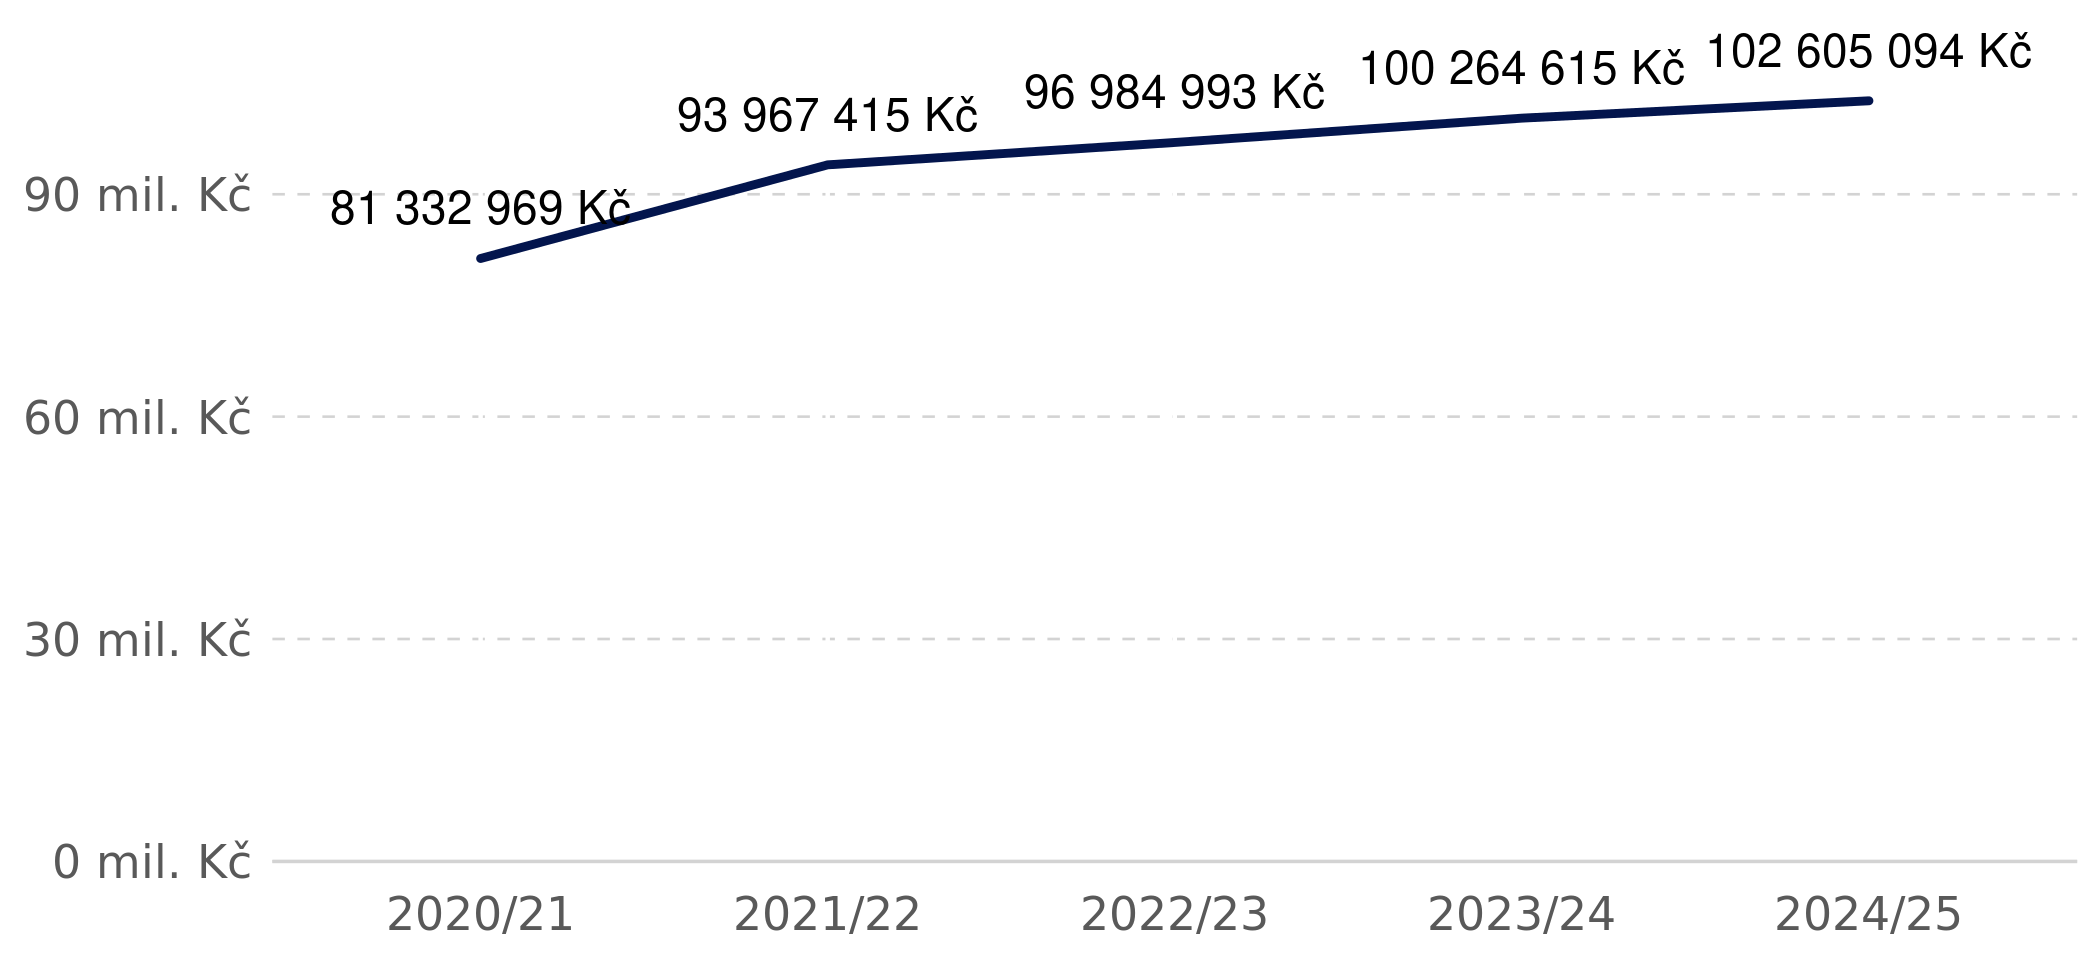 102 605 094 Kč
100 264 615 Kč
96 984 993 Kč
93 967 415 Kč
81 332 969 Kč
90 mil. Kč
60 mil. Kč
30 mil. Kč
0 mil. Kč
2020/21
2021/22
2022/23
2023/24
2024/25